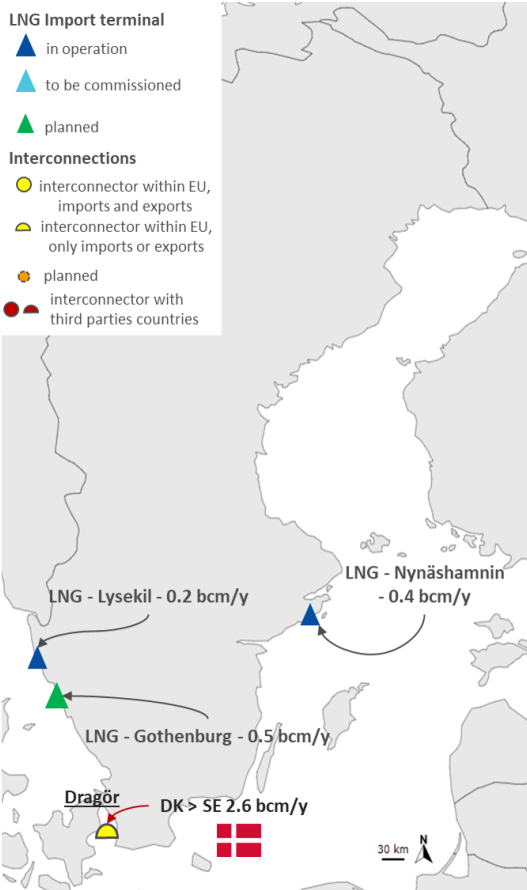 LNG Import terminal
in operation
to be commissioned
planned
Interconnections
interconnector within EU,
imports and exports
interconnector within EU,
only imports or exports
planned
interconnector with
third parties countries
LNG - Nynäshamnin
- 0.4 bcm/y
LNG - Lysekil - 0.2 bcm/y
LNG - Gothenburg - 0.5 bcm/y
Dragör
DK > SE 2.6 bcm/y
30 km
N